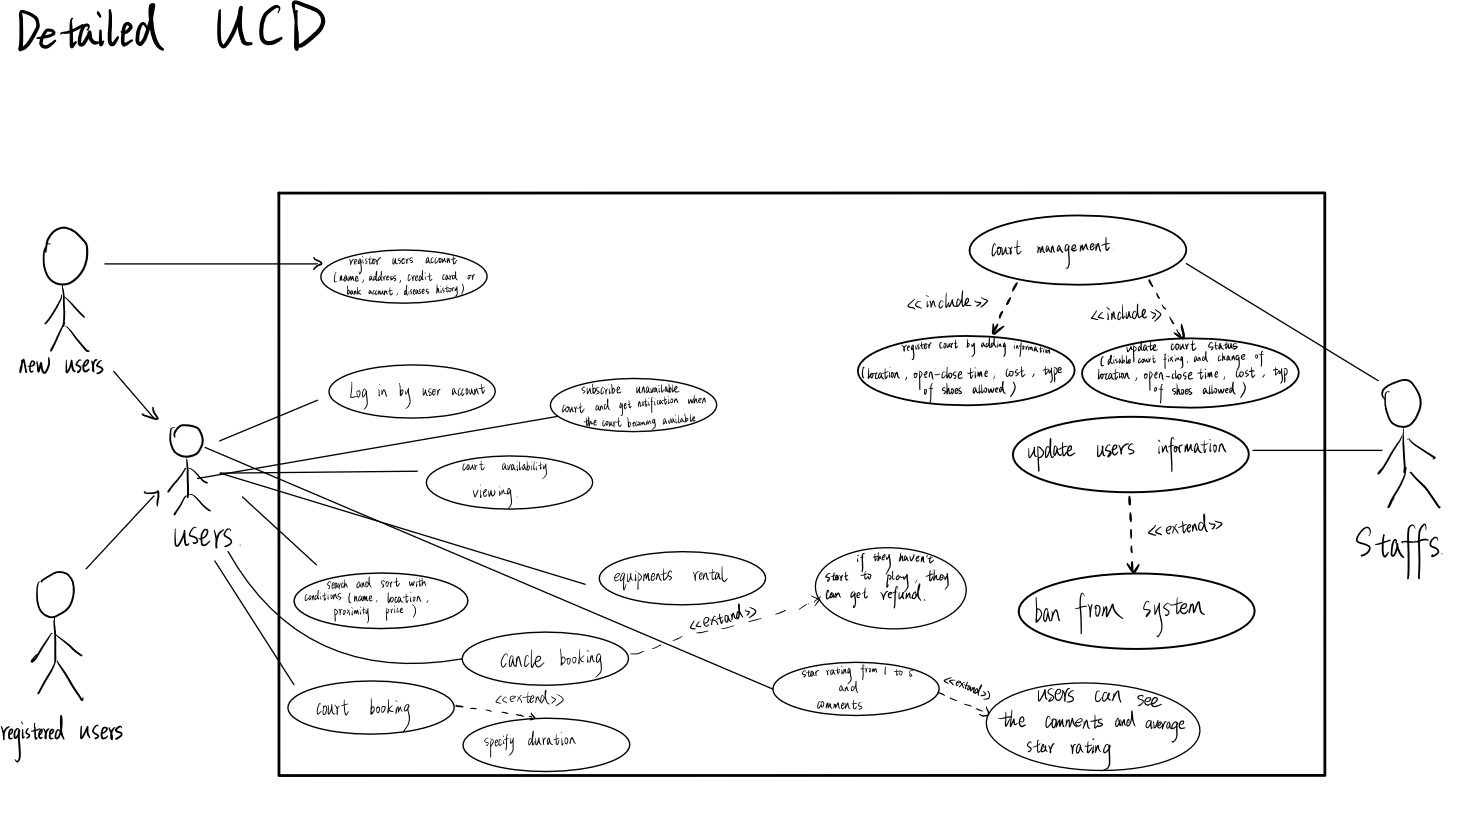 Detailed UCD
new users
register users account
(name, address, credit card or
bank account, diseases history)
court management
<<include>>
<<include>>
register court by adding information
(location, open-close time, cost, type
of shoes allowed)
update court status
(disable court fixing, and change of
location, open-close time, cost, type
of shoes allowed)
Log in by user account
subscribe unavailable
court and get notification when
the court becoming available
court availability
viewing.
update users information
<<extend>>
ban from system
users.
Staffs.
search and sort with
conditions (name, location,
proximity price)
equipments rental
if they haven't
start to play, they
can get refund.
<<extand>>
cancle booking
star rating from 1 to 5
and
comments
<<extand>>
users can see
the comments and average
star rating
court booking
<<extend>>
specify duration
registered users